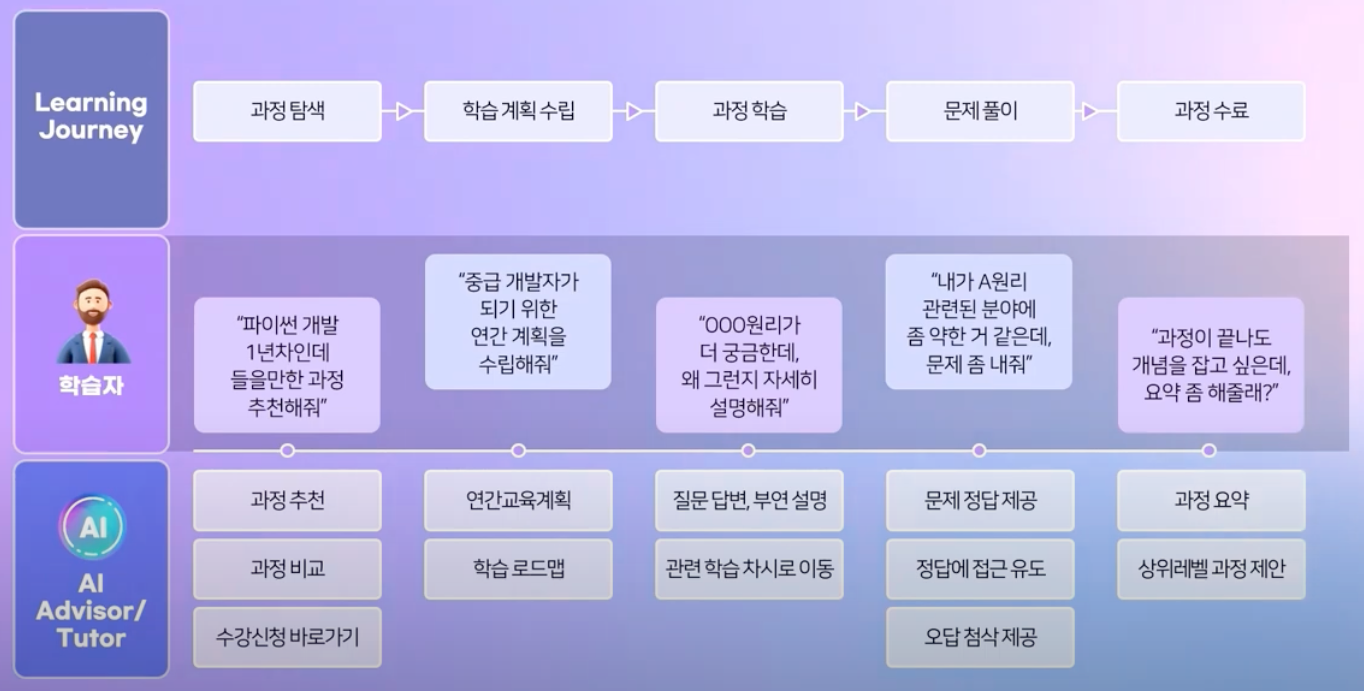 Learning
Journey
과정 탐색
학습 계획 수립
과정 학습
문제 풀이
과정 수료
학습자
“파이썬 개발
1년차인데
들을만한 과정
추천해줘”
“중급 개발자가
되기 위한
연간 계획을
수립해줘”
“OOO원리가
더 궁금한데,
왜 그런지 자세히
설명해줘”
“내가 A원리
관련된 분야에
좀 약한 거 같은데,
문제 좀 내줘”
“과정이 끝나도
개념을 잡고 싶은데,
요약 좀 해줄래?”
AI
AI
Advisor/
Tutor
과정 추천
과정 비교
수강신청 바로가기
연간교육계획
학습 로드맵
질문 답변, 부연 설명
관련 학습 차시로 이동
문제 정답 제공
정답에 접근 유도
오답 첨삭 제공
과정 요약
상위레벨 과정 제안